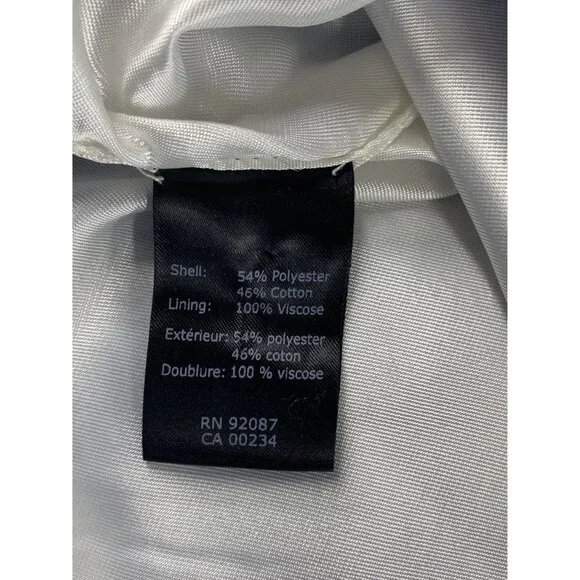 Shell: 54% Polyester
46% Cotton
Lining: 100% Viscose
Extérieur: 54% polyester
46% coton
Doublure: 100 % viscose
RN 92087
CA 00234